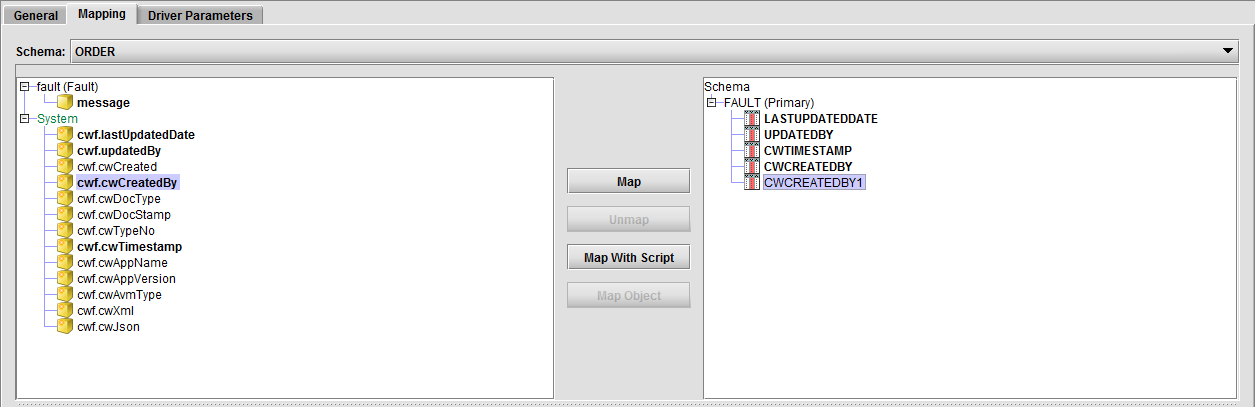 General Mapping Driver Parameters
Schema: ORDER
fault (Fault)
message
System
cwf.lastUpdatedDate
cwf.updatedBy
cwf.cwCreated
cwf.cwCreatedBy
cwf.cwDocType
cwf.cwDocStamp
cwf.cwTypeNo
cwf.cwTimestamp
cwf.cwAppName
cwf.cwAppVersion
cwf.cwAvmType
cwf.cwXml
cwf.cwJson
Map
Unmap
Map With Script
Map Object
Schema
FAULT (Primary)
LASTUPDATEDDATE
UPDATEDBY
CWTIMESTAMP
CWCREATEDBY
CWCREATEDBY1